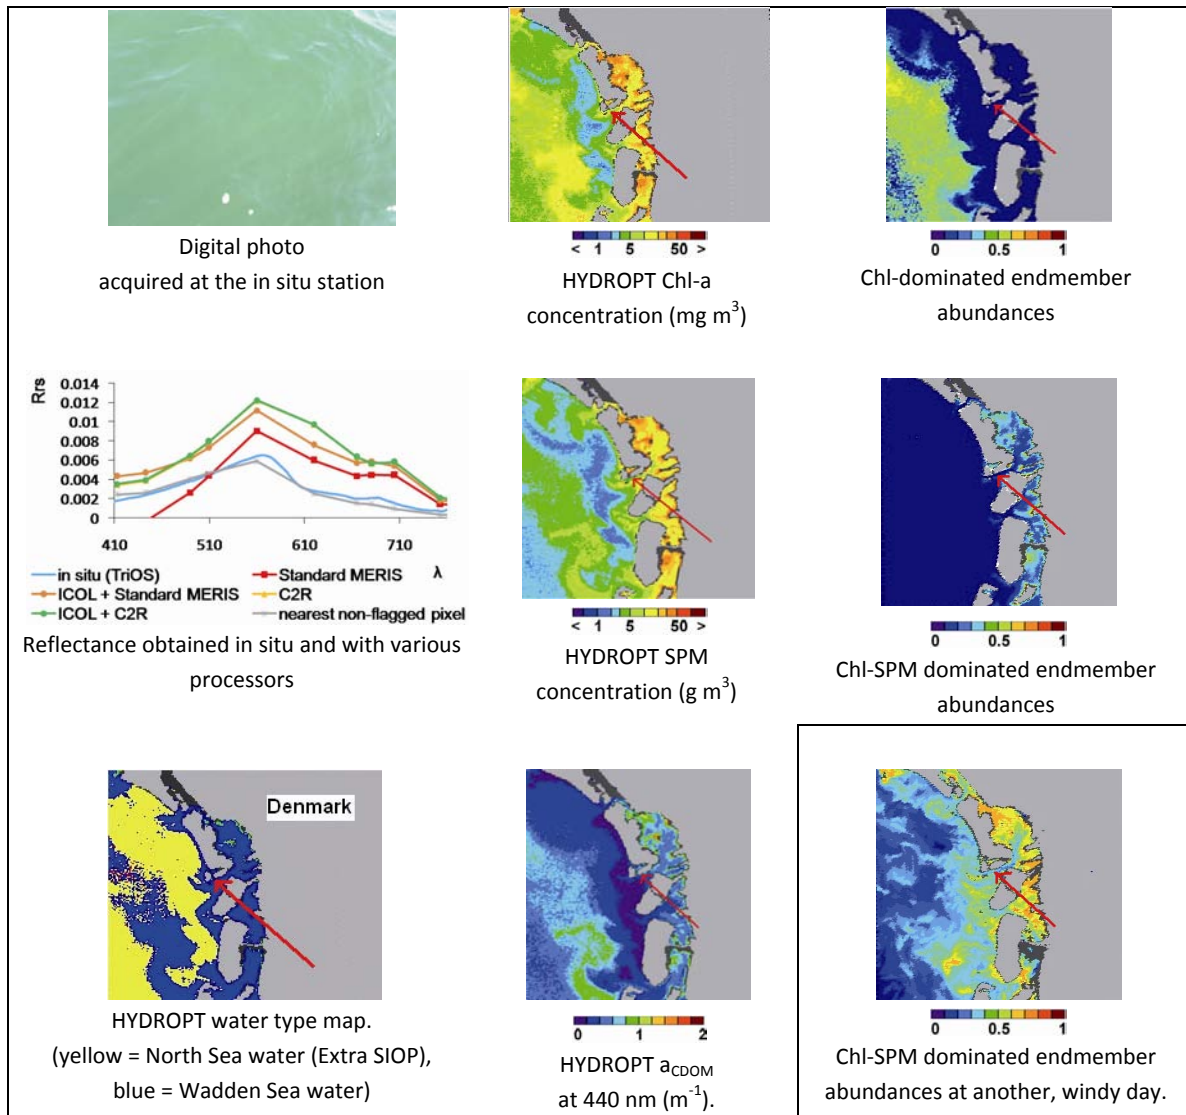 Digital photo
acquired at the in situ station
< 1 5 50 >
HYDROPT Chl-a
concentration (mg m³)
0 0.5 1
Chl-dominated endmember
abundances
Rrs
0.014
0.012
0.01
0.008
0.006
0.004
0.002
0
410 510 610 710
λ
in situ (TriOS)
Standard MERIS
ICOL + Standard MERIS
C2R
ICOL + C2R
nearest non-flagged pixel
Reflectance obtained in situ and with various
processors
< 1 5 50 >
HYDROPT SPM
concentration (g m³)
0 0.5 1
Chl-SPM dominated endmember
abundances
Denmark
HYDROPT water type map.
(yellow = North Sea water (Extra SIOP),
blue = Wadden Sea water)
0 1 2
HYDROPT aCDOM
at 440 nm (m⁻¹).
0 0.5 1
Chl-SPM dominated endmember
abundances at another, windy day.